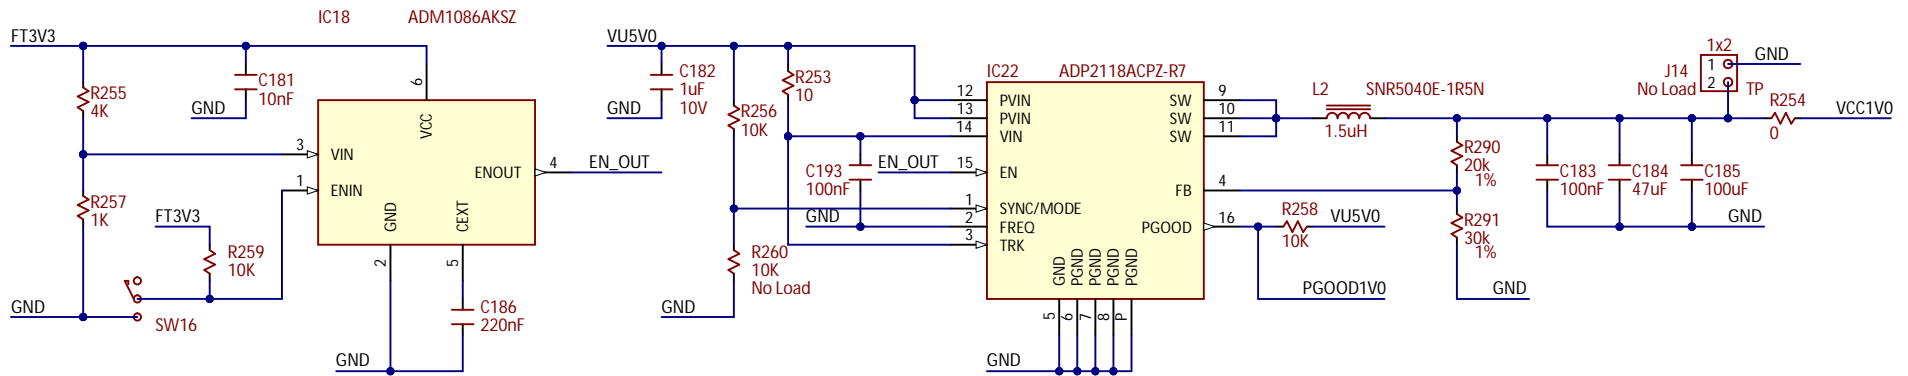 IC18 ADM1086AKSZ
FT3V3
R255
4K
C181
10nF
GND
6
VCC
3 VIN
1 ENIN
ENOUT 4 EN_OUT
GND
CEXT
2
5
R257
1K
FT3V3
R259
10K
GND
SW16
C186
220nF
GND
VU5V0
C182
1uF
10V
GND
R256
10K
R253
10
C193
100nF
EN_OUT
GND
R260
10K
No Load
GND
IC22 ADP2118ACPZ-R7
12 PVIN
13 PVIN
14 VIN
15 EN
1 SYNC/MODE
2 FREQ
3 TRK
SW 9
SW 10
SW 11
FB 4
PGOOD 16
GND
PGND
PGND
PGND
PGND
5
6
7
8
P
GND
R258
10K
VU5V0
PGOOD1V0
L2 SNR5040E-1R5N
1.5uH
R290
20k
1%
R291
30k
1%
GND
C183
100nF
C184
47uF
C185
100uF
GND
1x2
J14
1
2
GND
No Load
TP
R254
0
VCC1V0